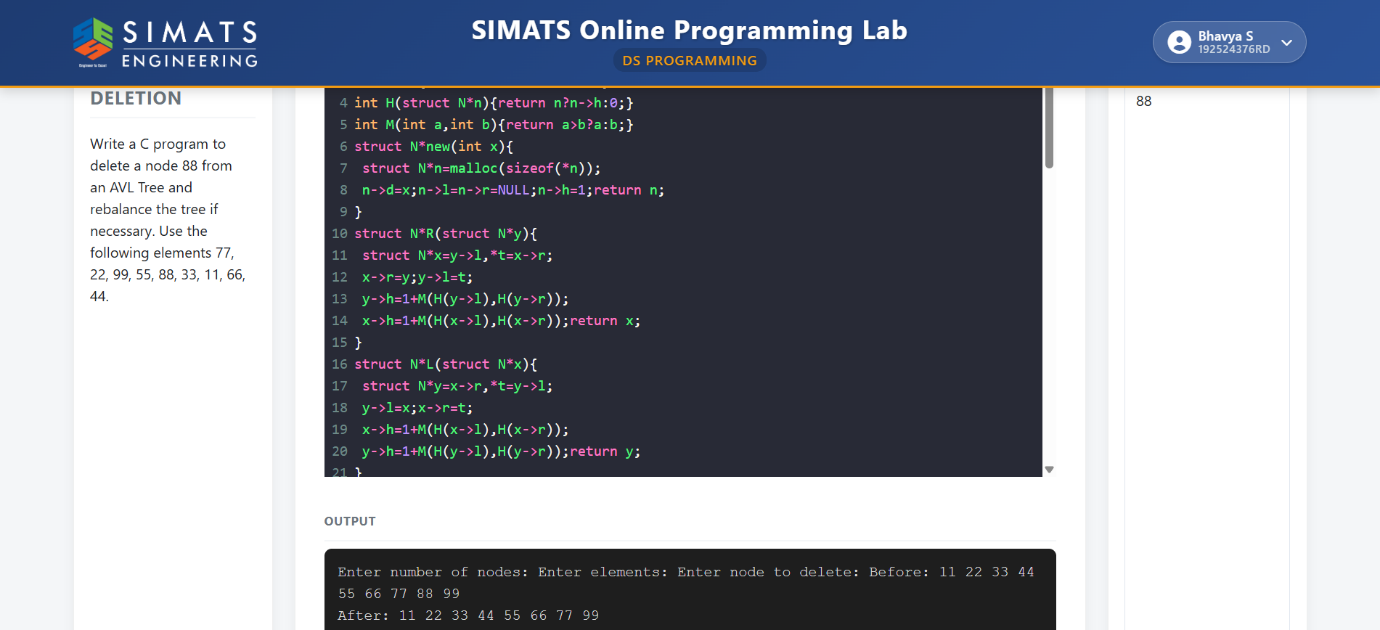 SIMATS
ENGINEERING
Engineer to Excel
SIMATS Online Programming Lab
DS PROGRAMMING
Bhavya S
192524376RD
DELETION
Write a C program to
delete a node 88 from
an AVL Tree and
rebalance the tree if
necessary. Use the
following elements 77,
22, 99, 55, 88, 33, 11, 66,
44.
4 int H(struct N*n){return n?n->h:0;}
5 int M(int a,int b){return a>b?a:b;}
6 struct N*new(int x){
7  struct N*n=malloc(sizeof(*n));
8  n->d=x;n->l=n->r=NULL;n->h=1;return n;
9 }
10 struct N*R(struct N*y){
11  struct N*x=y->l,*t=x->r;
12  x->r=y;y->l=t;
13  y->h=1+M(H(y->l),H(y->r));
14  x->h=1+M(H(x->l),H(x->r));return x;
15 }
16 struct N*L(struct N*x){
17  struct N*y=x->r,*t=y->l;
18  y->l=x;x->r=t;
19  x->h=1+M(H(x->l),H(x->r));
20  y->h=1+M(H(y->l),H(y->r));return y;
21 }
OUTPUT
Enter number of nodes: Enter elements: Enter node to delete: Before: 11 22 33 44
55 66 77 88 99
After: 11 22 33 44 55 66 77 99
88